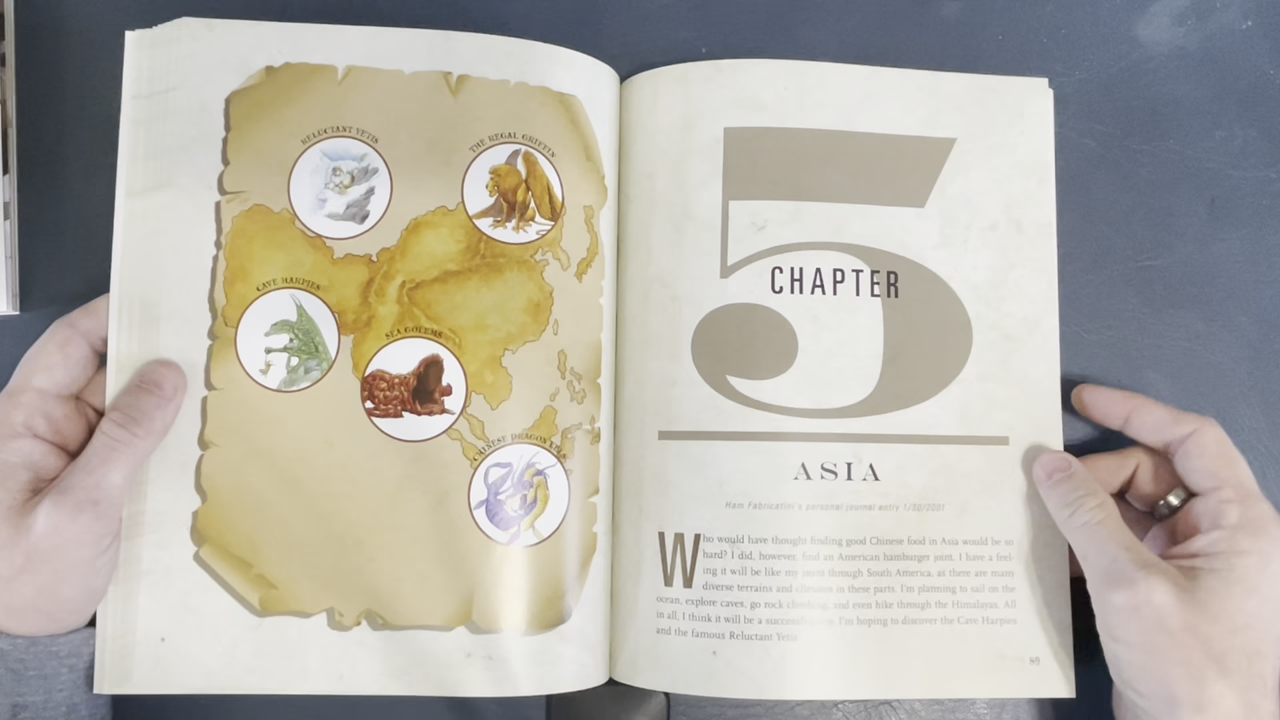 RELUCTANT YETIS
THE REGAL GRIFFIN
CAVE HARPIES
SEA GOLEMS
CHINESE DRAGON
5
CHAPTER
ASIA
Ham Fabricatini's personal journal entry 1/30/2001
Who would have thought finding good Chinese food in Asia would be so
hard? I did, however, find an American hamburger joint. I have a feel-
ing it will be like my through South America, as there are many
diverse terrains and climates in these parts. I'm planning to sail on the
ocean, explore caves, go rock climbing, and even hike through the Himalayas. All
in all, I think it will be a successful I'm hoping to discover the Cave Harpies
and the famous Reluctant Yetis
89